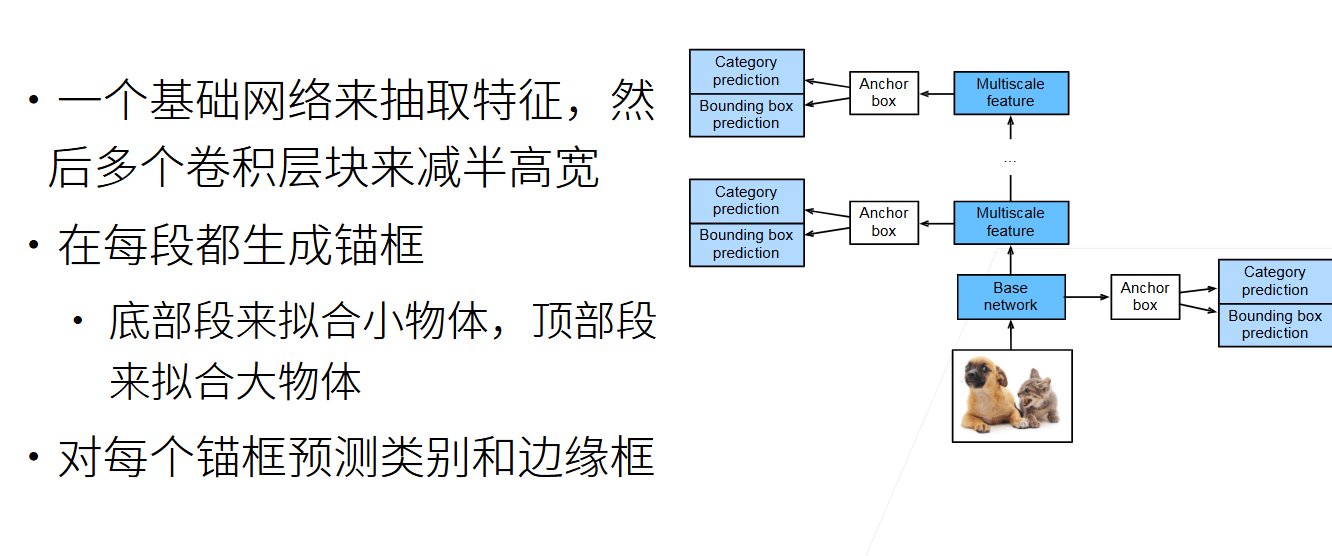 • 一个基础网络来抽取特征，然
后多个卷积层块来减半高宽
• 在每段都生成锚框
• 底部段来拟合小物体，顶部段
来拟合大物体
• 对每个锚框预测类别和边缘框
Category
prediction
Bounding box
prediction
Anchor
box
Multiscale
feature
...
Category
prediction
Bounding box
prediction
Anchor
box
Multiscale
feature
Base
network
Anchor
box
Category
prediction
Bounding box
prediction